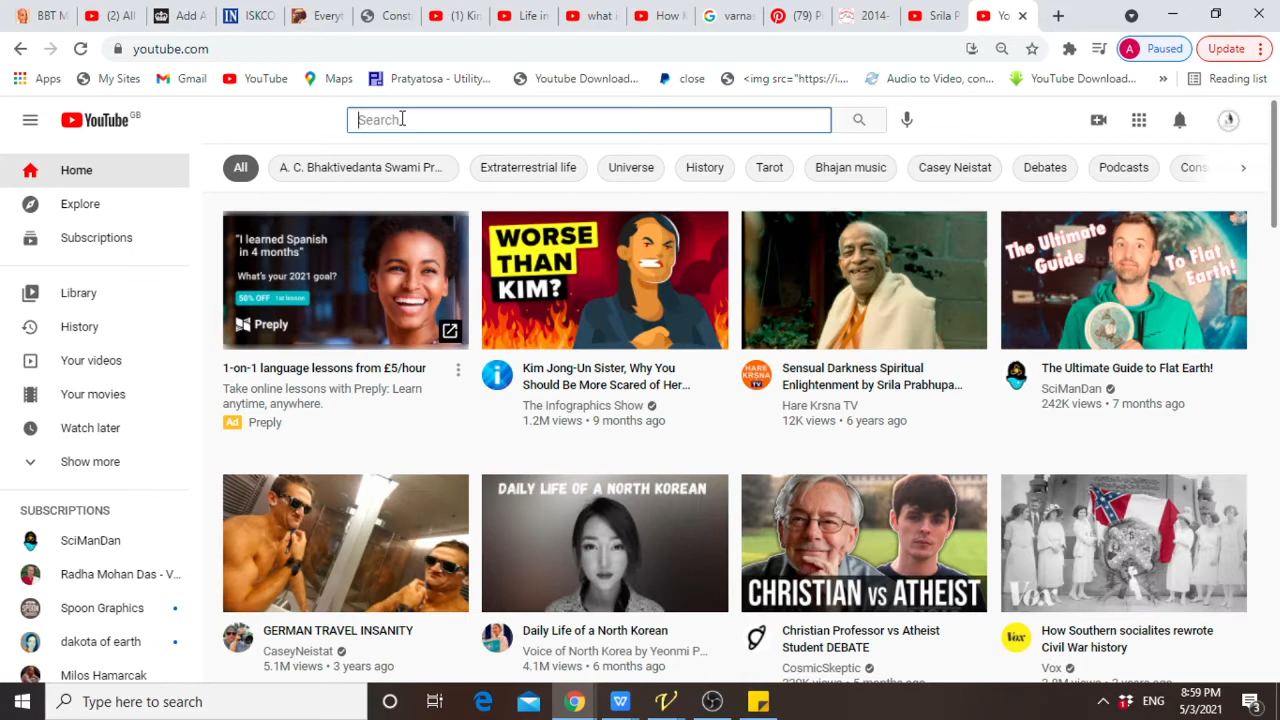 BBT M
(2) All
Add A
ISKCO
Everyt
Const
(1) Kin
Life in
what i
How M
varnas
(79) Pi
2014-
Srila P
Yo
youtube.com
A
Paused
Update
Apps
My Sites
Gmail
YouTube
Maps
Pratyatosa - Utility...
Youtube Download...
close
<img src="https://i....
Audio to Video, con...
YouTube Download...
»
Reading list
YouTube GB
Search
All
A. C. Bhaktivedanta Swami Pr...
Extraterrestrial life
Universe
History
Tarot
Bhajan music
Casey Neistat
Debates
Podcasts
Cons
Home
Explore
Subscriptions
Library
History
Your videos
Your movies
Watch later
Show more
SUBSCRIPTIONS
SciManDan
Radha Mohan Das - V...
Spoon Graphics
dakota of earth
Milos Hamarcak
"I learned Spanish
in 4 months"
What's your 2021 goal?
50% OFF 1st lesson
Preply
1-on-1 language lessons from £5/hour
Take online lessons with Preply: Learn
anytime, anywhere.
Ad Preply
WORSE
THAN
KIM?
Kim Jong-Un Sister, Why You
Should Be More Scared of Her...
The Infographics Show
1.2M views • 9 months ago
HARE
KRSNA
TV
Sensual Darkness Spiritual
Enlightenment by Srila Prabhupa...
Hare Krsna TV
12K views • 6 years ago
The Ultimate
Guide
To Flat
Earth!
The Ultimate Guide to Flat Earth!
SciManDan
242K views • 7 months ago
GERMAN TRAVEL INSANITY
CaseyNeistat
5.1M views • 3 years ago
DAILY LIFE OF A NORTH KOREAN
Daily Life of a North Korean
Voice of North Korea by Yeonmi P...
4.1M views • 6 months ago
CHRISTIAN VS ATHEIST
Christian Professor vs Atheist
Student DEBATE
CosmicSkeptic
Vox
Vox
How Southern socialites rewrote
Civil War history
Vox
Type here to search
ENG
8:59 PM
5/3/2021
3